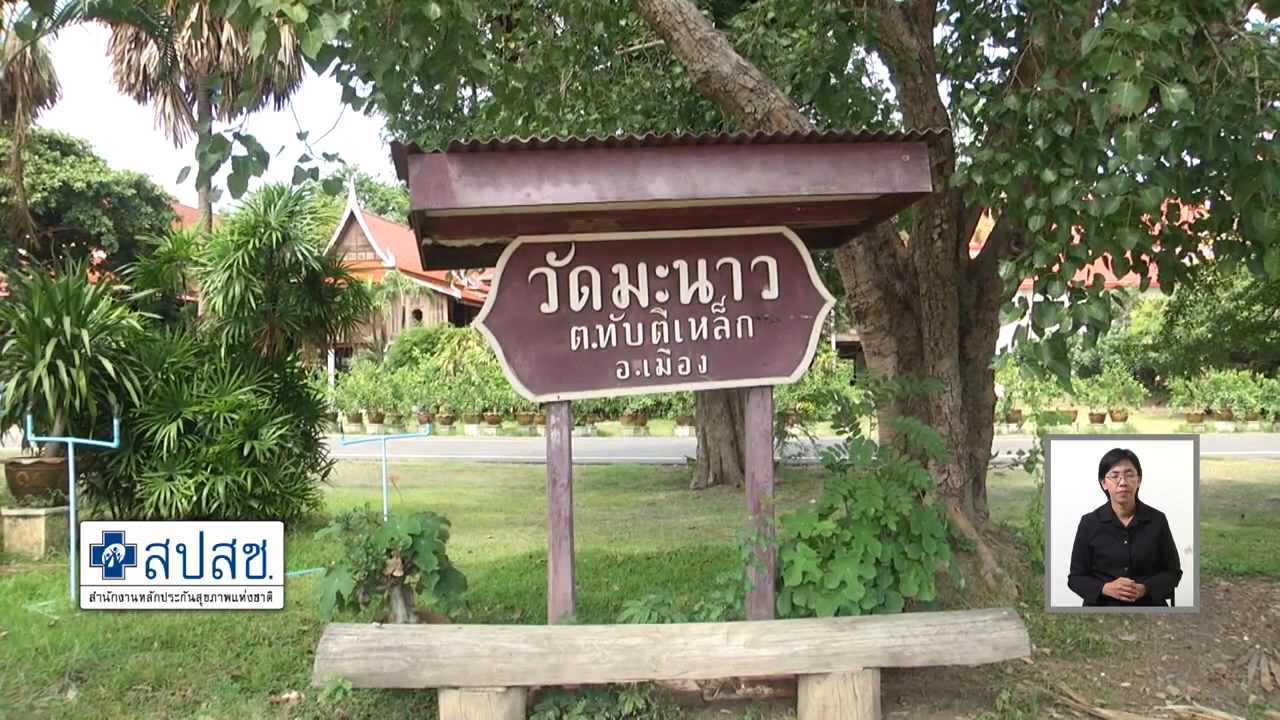 วัดมะนาว
ต.ทับตีเหล็ก
อ.เมือง
สปสช.
สำนักงานหลักประกันสุขภาพแห่งชาติ